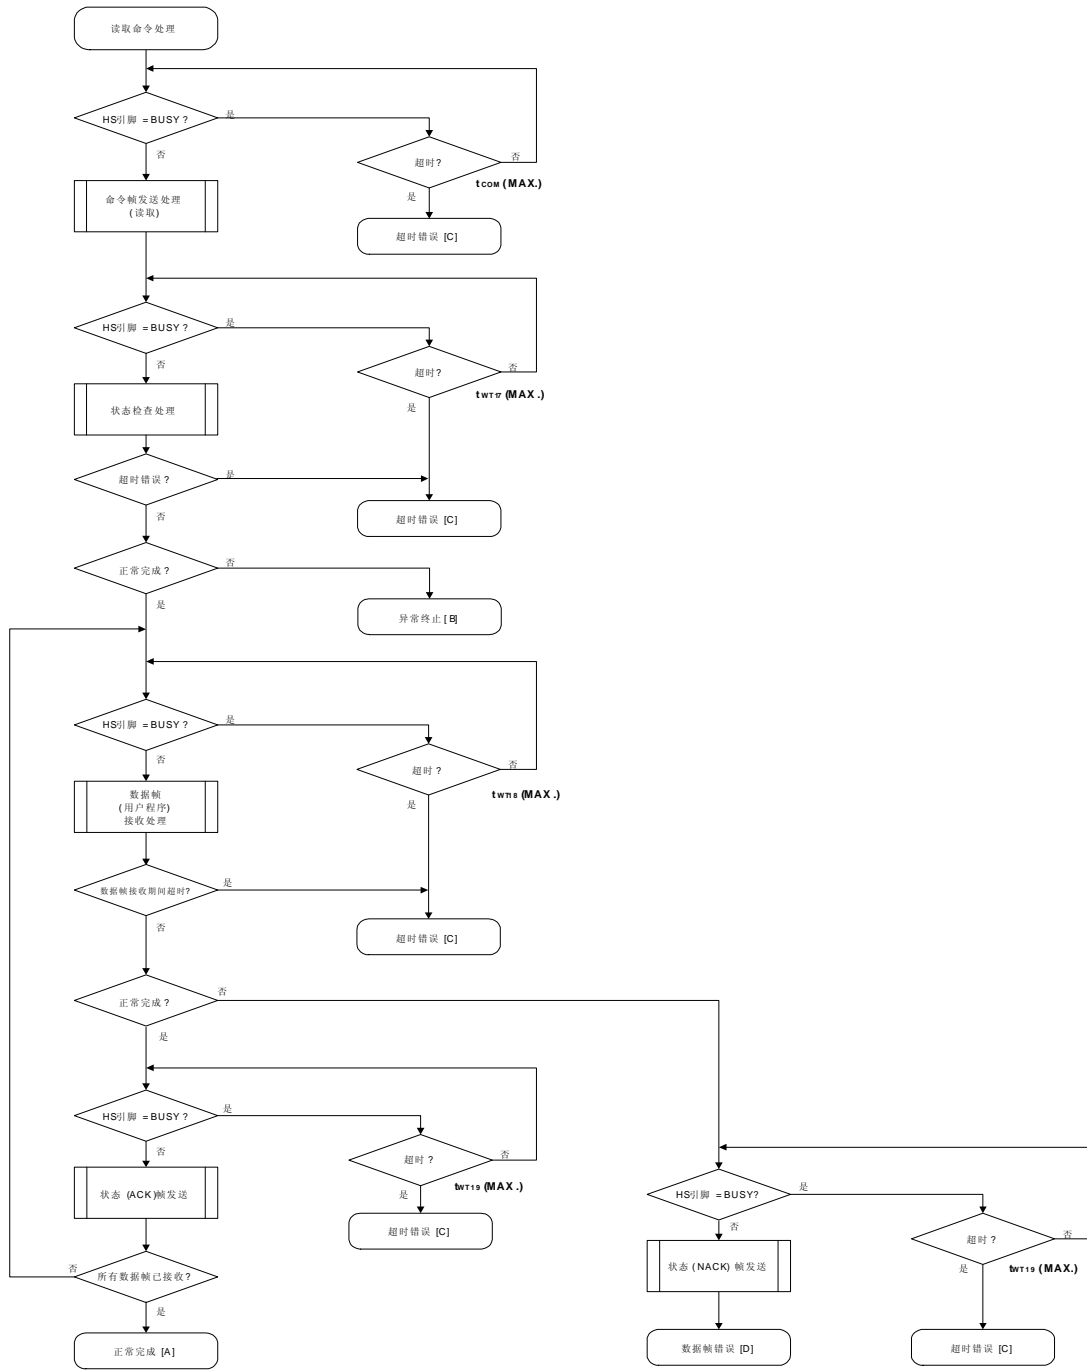 读取命令处理
HS引脚 =BUSY?
是
否
超时?
否
tCOM (MAX.)
是
命令帧发送处理
(读取)
超时错误 [C]
HS引脚 =BUSY?
是
否
超时?
否
tWT17 (MAX.)
是
状态检查处理
超时错误?
是
否
超时错误 [C]
正常完成?
否
是
异常终止 [B]
HS引脚 =BUSY?
是
否
超时?
否
tWT18 (MAX.)
是
数据帧
(用户程序)
接收处理
数据帧接收期间超时?
是
否
超时错误 [C]
正常完成?
否
是
HS引脚 =BUSY?
是
否
超时?
否
tWT19 (MAX.)
是
状态 (ACK)帧发送
超时错误 [C]
所有数据帧已接收?
否
是
正常完成 [A]
HS引脚 =BUSY?
是
否
超时?
否
tWT19 (MAX.)
是
状态 (NACK) 帧发送
数据帧错误 [D]
超时错误 [C]